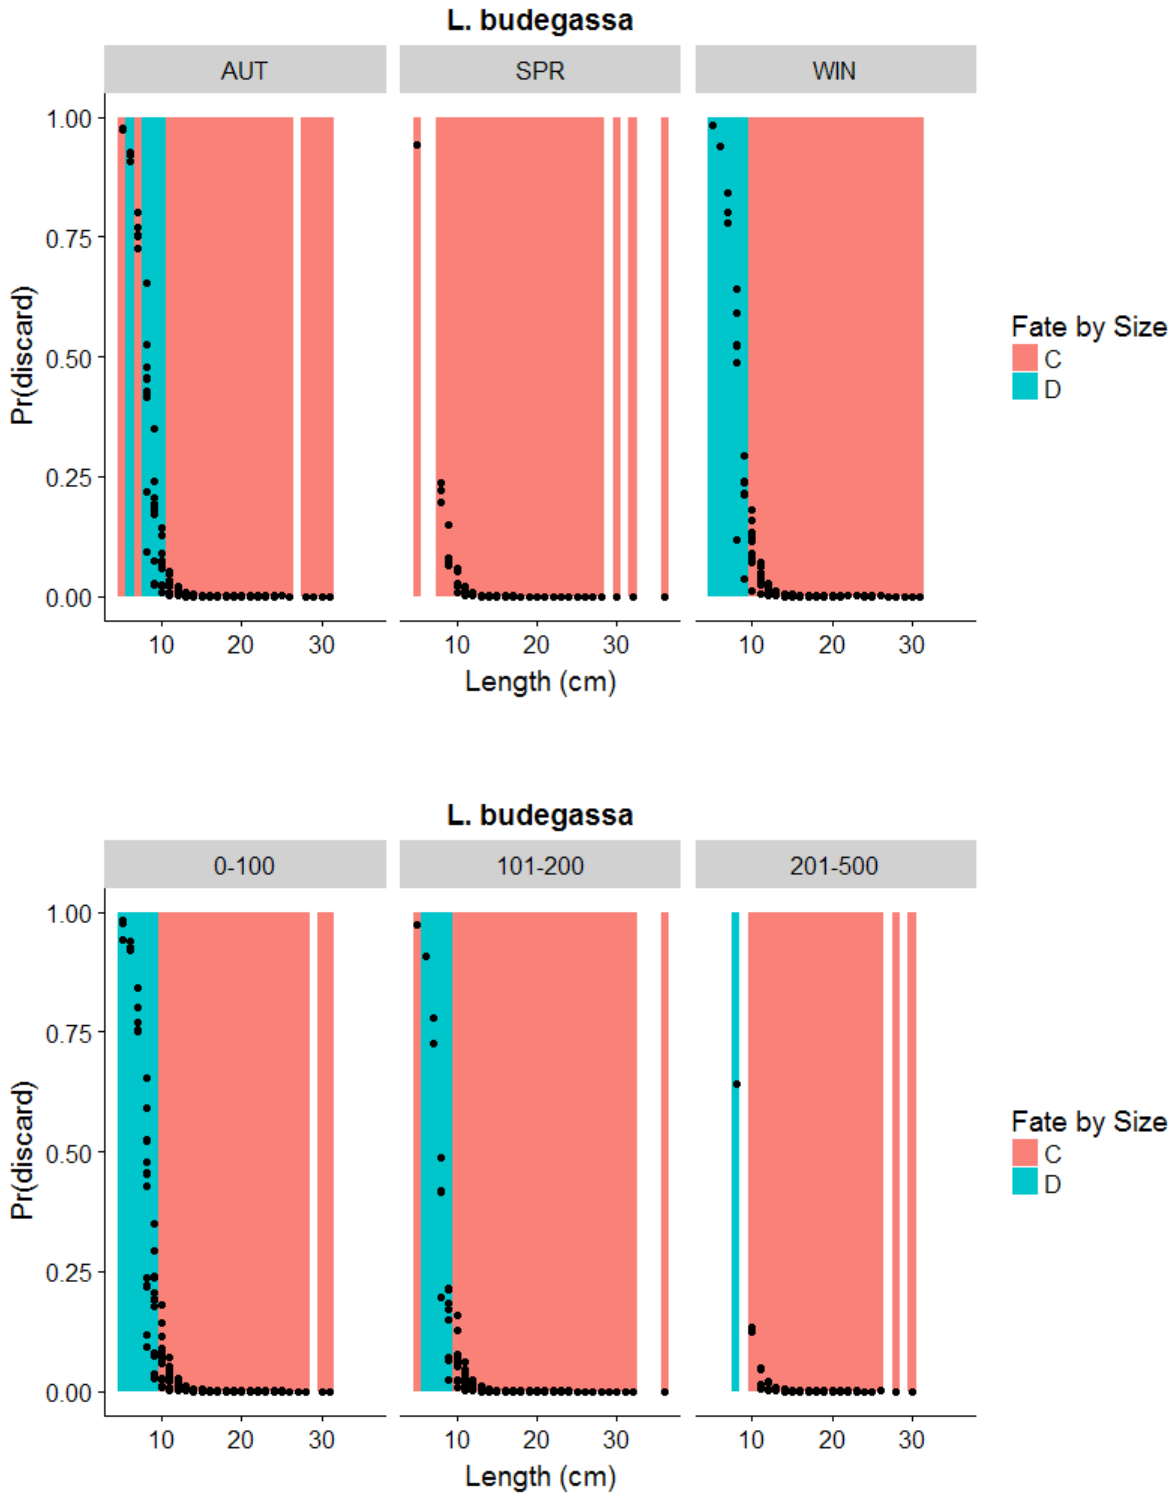 L. budegassa
AUT SPR WIN
1.00
0.75
0.50
0.25
0.00
Pr(discard)
10 20 30 10 20 30 10 20 30
Length (cm)
Fate by Size
C
D
L. budegassa
0-100 101-200 201-500
1.00
0.75
0.50
0.25
0.00
Pr(discard)
10 20 30 10 20 30 10 20 30
Length (cm)
Fate by Size
C
D